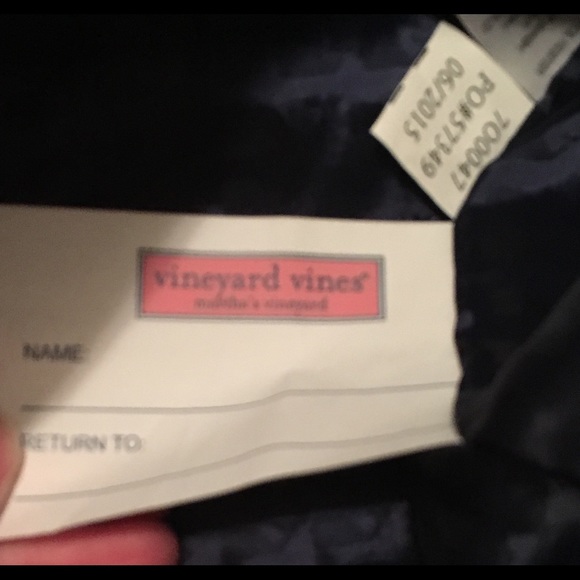 vineyard vines®
martha's vineyard
NAME:
RETURN TO:
700047
PO#57349
06/2015